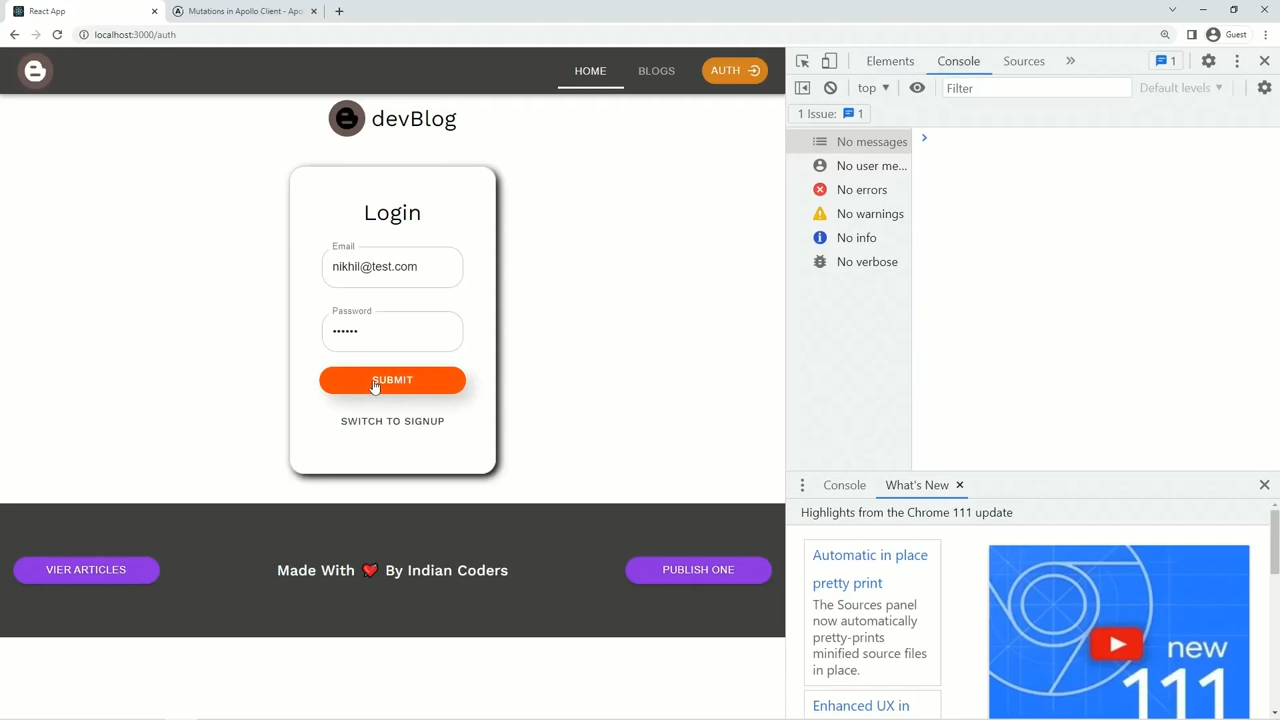 React App
Mutations in Apollo Client - Apol
localhost:3000/auth
Guest
HOME
BLOGS
AUTH
devBlog
Login
Email
nikhil@test.com
Password
••••••
SUBMIT
SWITCH TO SIGNUP
VIER ARTICLES
Made With ❤️ By Indian Coders
PUBLISH ONE
Elements
Console
Sources
1
top
Filter
Default levels
1 Issue: 1
No messages
No user me...
No errors
No warnings
No info
No verbose
Console
What's New
Highlights from the Chrome 111 update
Automatic in place
pretty print
The Sources panel
now automatically
pretty-prints
minified source files
in place.
Enhanced UX in
new
111